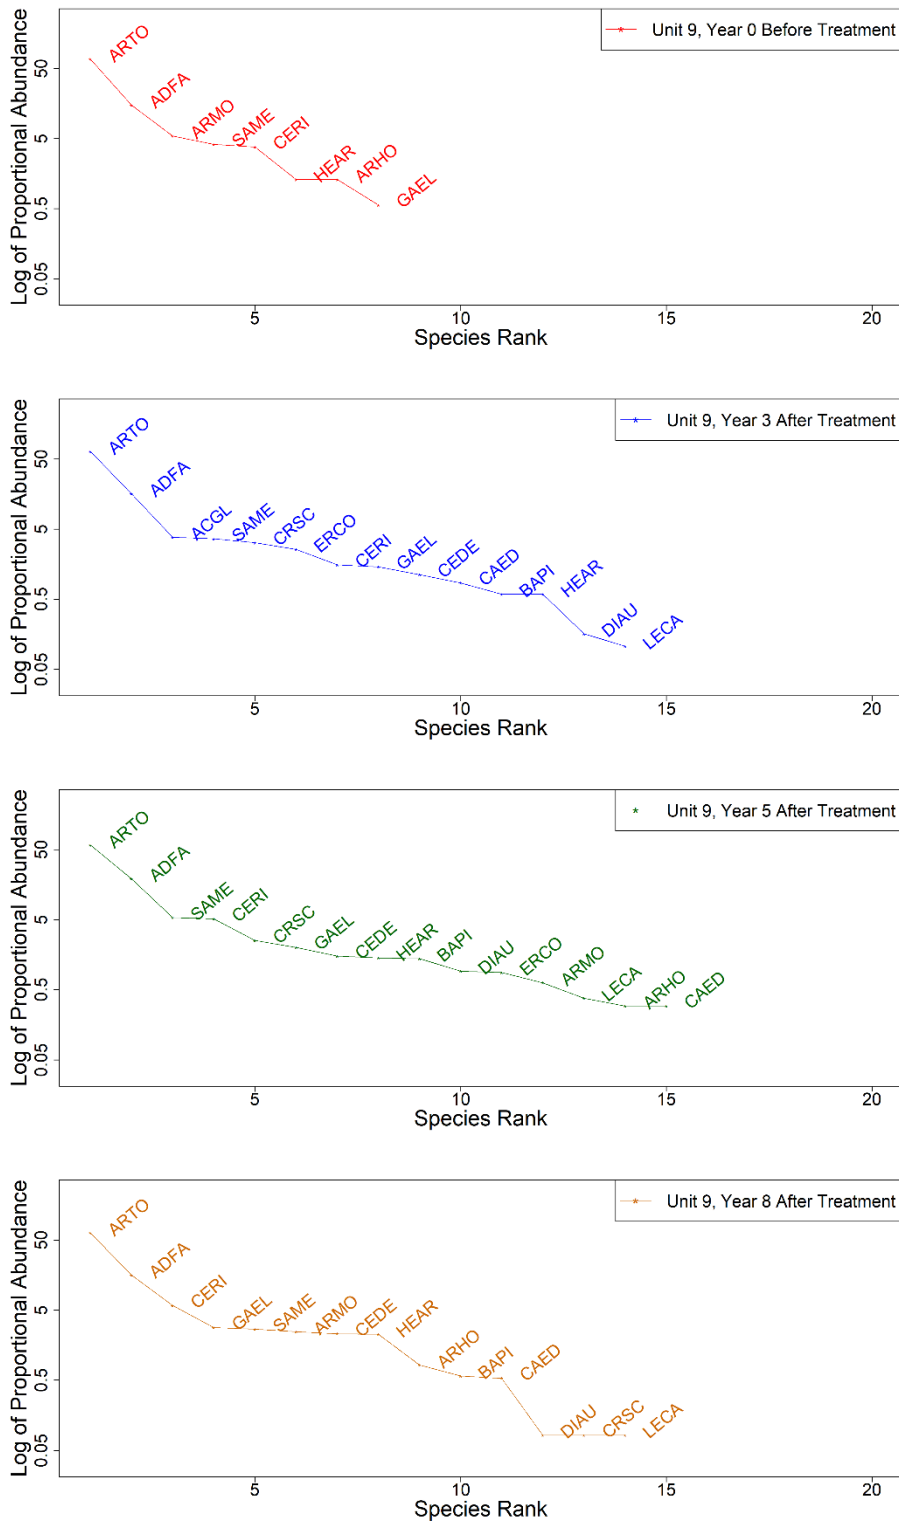 Unit 9, Year 0 Before Treatment
Log of Proportional Abundance
50
5
0.5
0.05
ARTO
ADFA
ARMO
SAME
CERI
HEAR
ARHO
GAEL
5
10
15
20
Species Rank
Unit 9, Year 3 After Treatment
Log of Proportional Abundance
50
5
0.5
0.05
ARTO
ADFA
ACGL
SAME
CRSC
ERCO
CERI
GAEL
CEDE
CAED
BAPI
HEAR
DIAU
LECA
5
10
15
20
Species Rank
Unit 9, Year 5 After Treatment
Log of Proportional Abundance
50
5
0.5
0.05
ARTO
ADFA
SAME
CERI
CRSC
GAEL
CEDE
HEAR
BAPI
DIAU
ERCO
ARMO
LECA
ARHO
CAED
5
10
15
20
Species Rank
Unit 9, Year 8 After Treatment
Log of Proportional Abundance
50
5
0.5
0.05
ARTO
ADFA
CERI
GAEL
SAME
ARMO
CEDE
HEAR
ARHO
BAPI
CAED
DIAU
CRSC
LECA
5
10
15
20
Species Rank